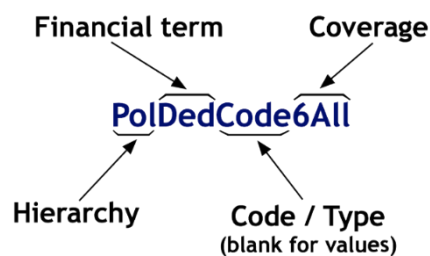 Financial term Coverage
PolDedCode6All
Hierarchy Code / Type
(blank for values)